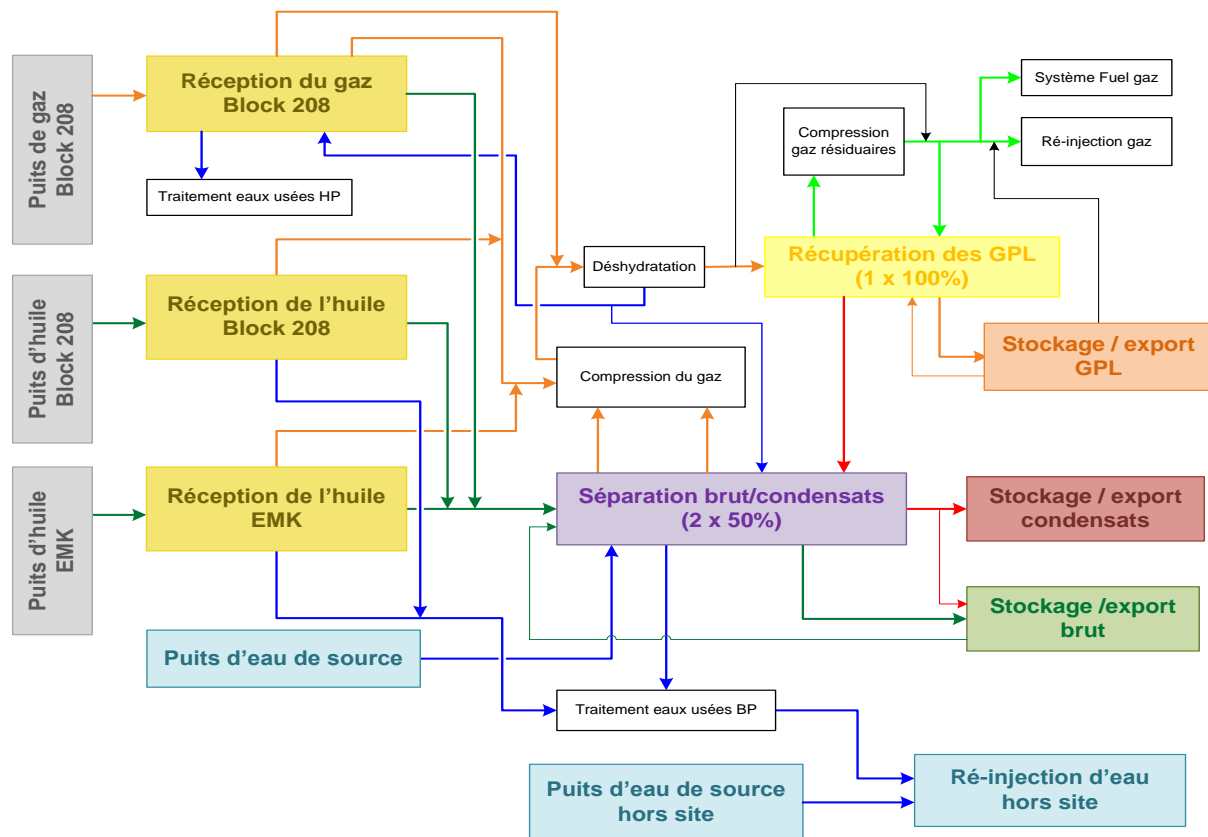 Puits de gaz
Block 208
Réception du gaz
Block 208
Traitement eaux usées HP
Compression
gaz résiduaires
Système Fuel gaz
Ré-injection gaz
Puits d'huile
Block 208
Réception de l'huile
Block 208
Déshydratation
Récupération des GPL
(1 x 100%)
Stockage / export
GPL
Compression du gaz
Puits d'huile
EMK
Réception de l'huile
EMK
Séparation brut/condensats
(2 x 50%)
Stockage / export
condensats
Stockage /export
brut
Puits d'eau de source
Traitement eaux usées BP
Puits d'eau de source
hors site
Ré-injection d'eau
hors site